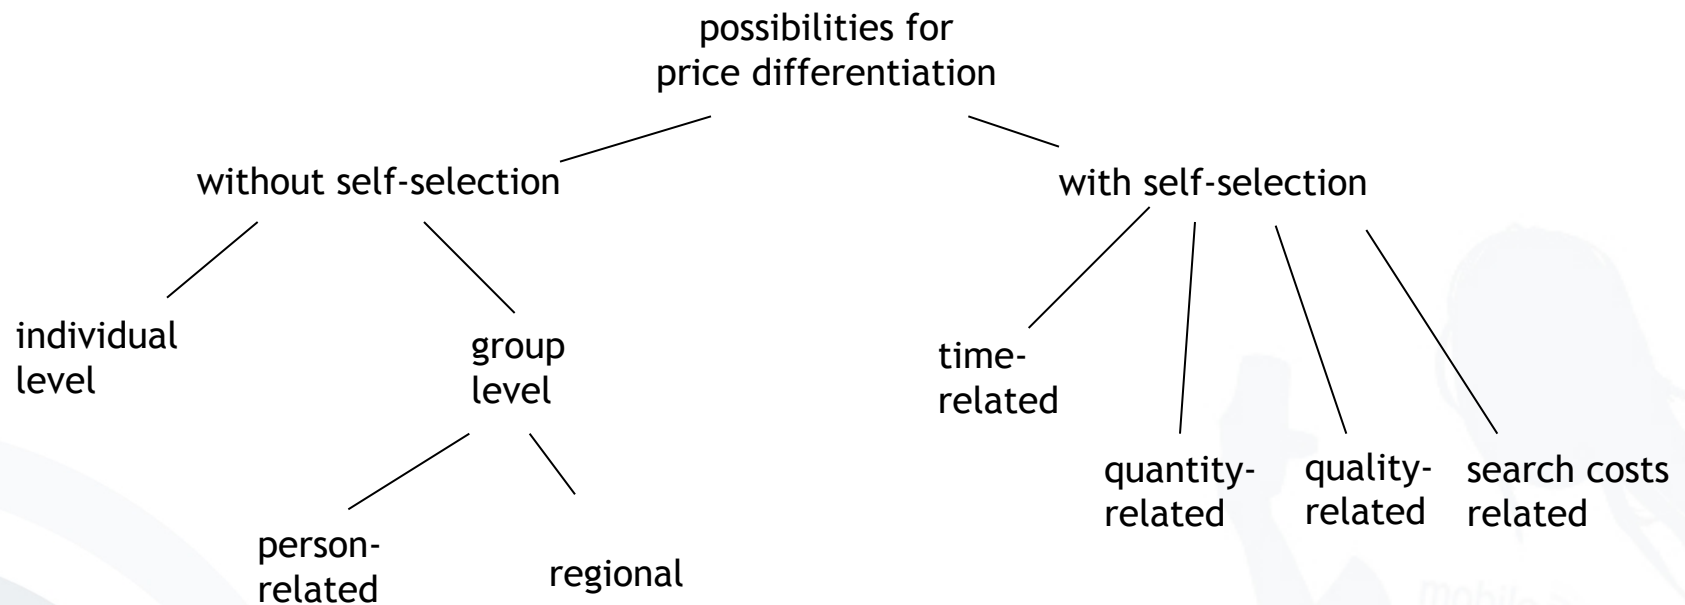 possibilities for
price differentiation
without self-selection
with self-selection
individual
level
group
level
time-
related
quantity-
related
quality-
related
search costs
related
person-
related
regional
mobile